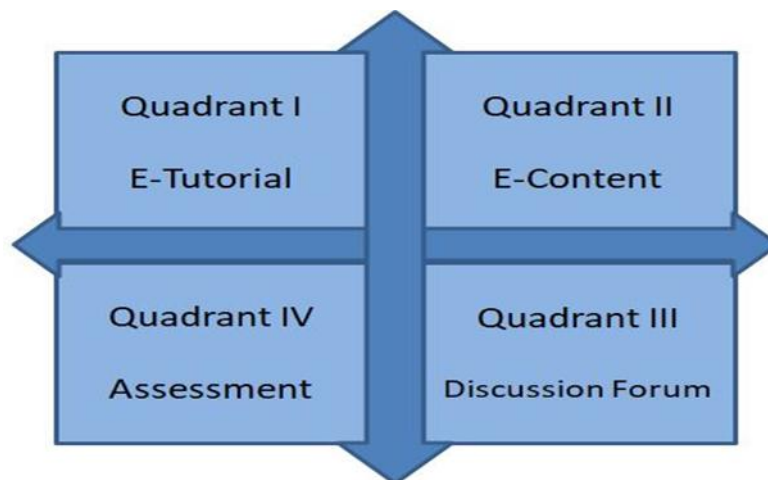 Quadrant I
E-Tutorial
Quadrant II
E-Content
Quadrant IV
Assessment
Quadrant III
Discussion Forum